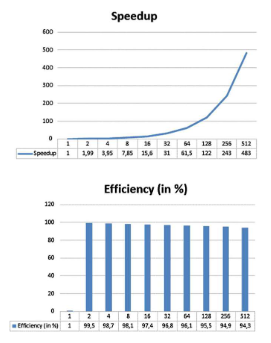 Speedup
600
500
400
300
200
100
0
1 2 4 8 16 32 64 128 256 512
Speedup 1 1,99 3,95 7,85 15,6 31 61,5 122 243 483
Efficiency (in %)
120
100
80
60
40
20
0
1 2 4 8 16 32 64 128 256 512
Efficiency (in %) 1 99,5 98,7 98,1 97,4 96,8 96,1 95,5 94,9 94,3